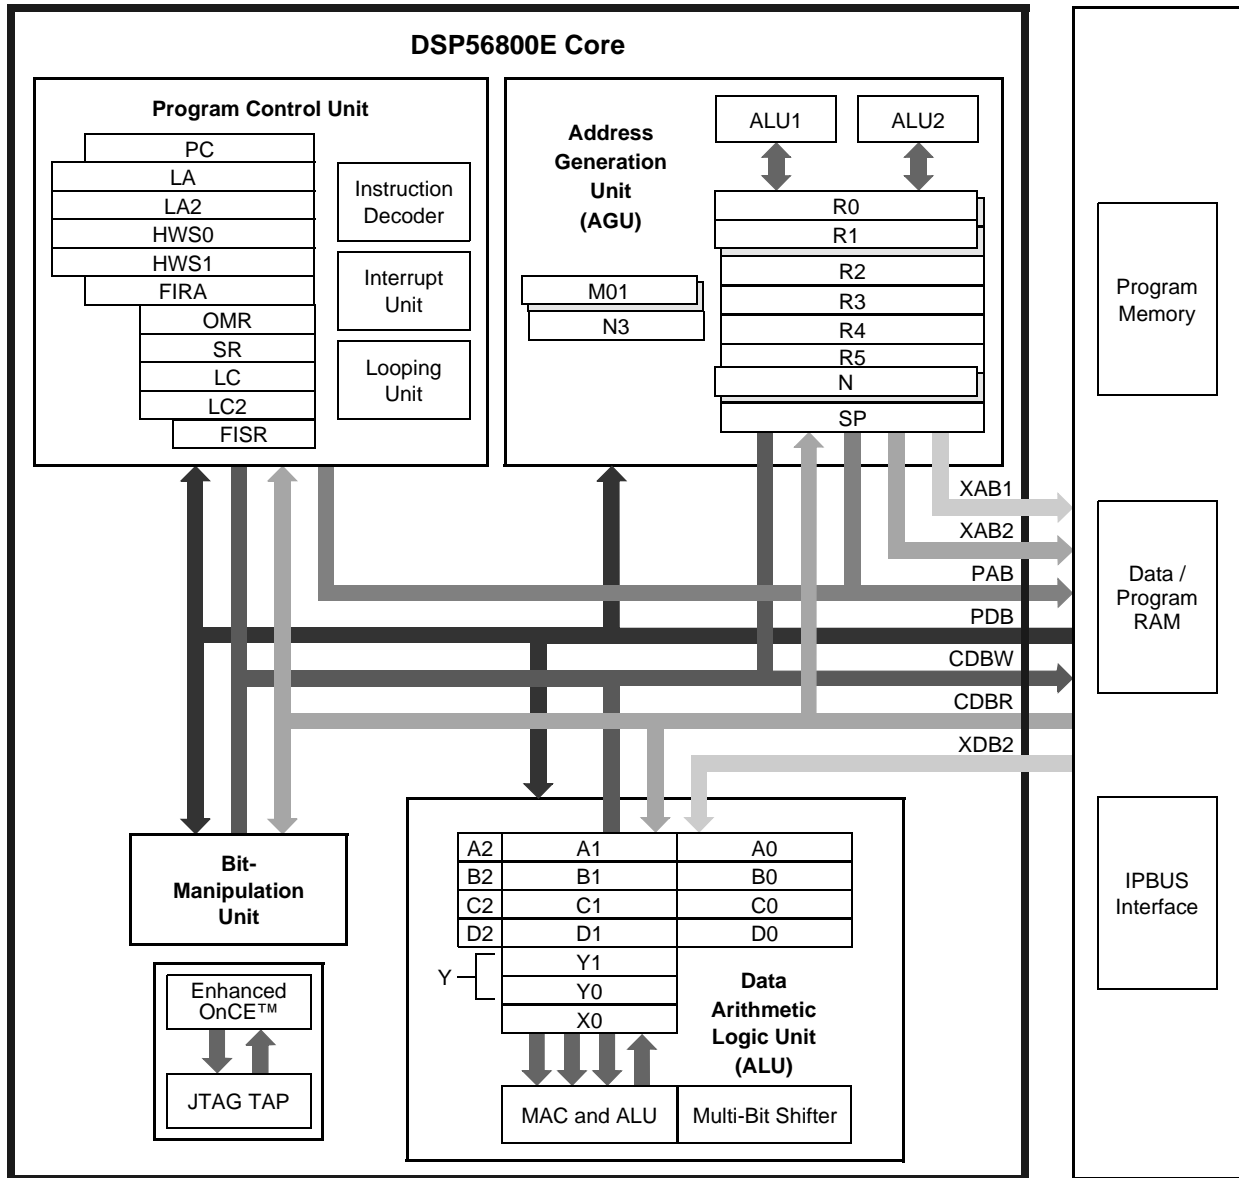 DSP56800E Core
Program Control Unit
PC
LA
LA2
HWS0
HWS1
FIRA
OMR
SR
LC
LC2
FISR
Instruction
Decoder
Interrupt
Unit
Looping
Unit
Address
Generation
Unit
(AGU)
ALU1
ALU2
R0
R1
R2
R3
R4
R5
N
SP
M01
N3
XAB1
XAB2
PAB
PDB
CDBW
CDBR
XDB2
Program
Memory
Data /
Program
RAM
IPBUS
Interface
Bit-
Manipulation
Unit
Enhanced
OnCE™
JTAG TAP
A2 A1 A0
B2 B1 B0
C2 C1 C0
D2 D1 D0
Y
Y1
Y0
X0
Data
Arithmetic
Logic Unit
(ALU)
MAC and ALU
Multi-Bit Shifter